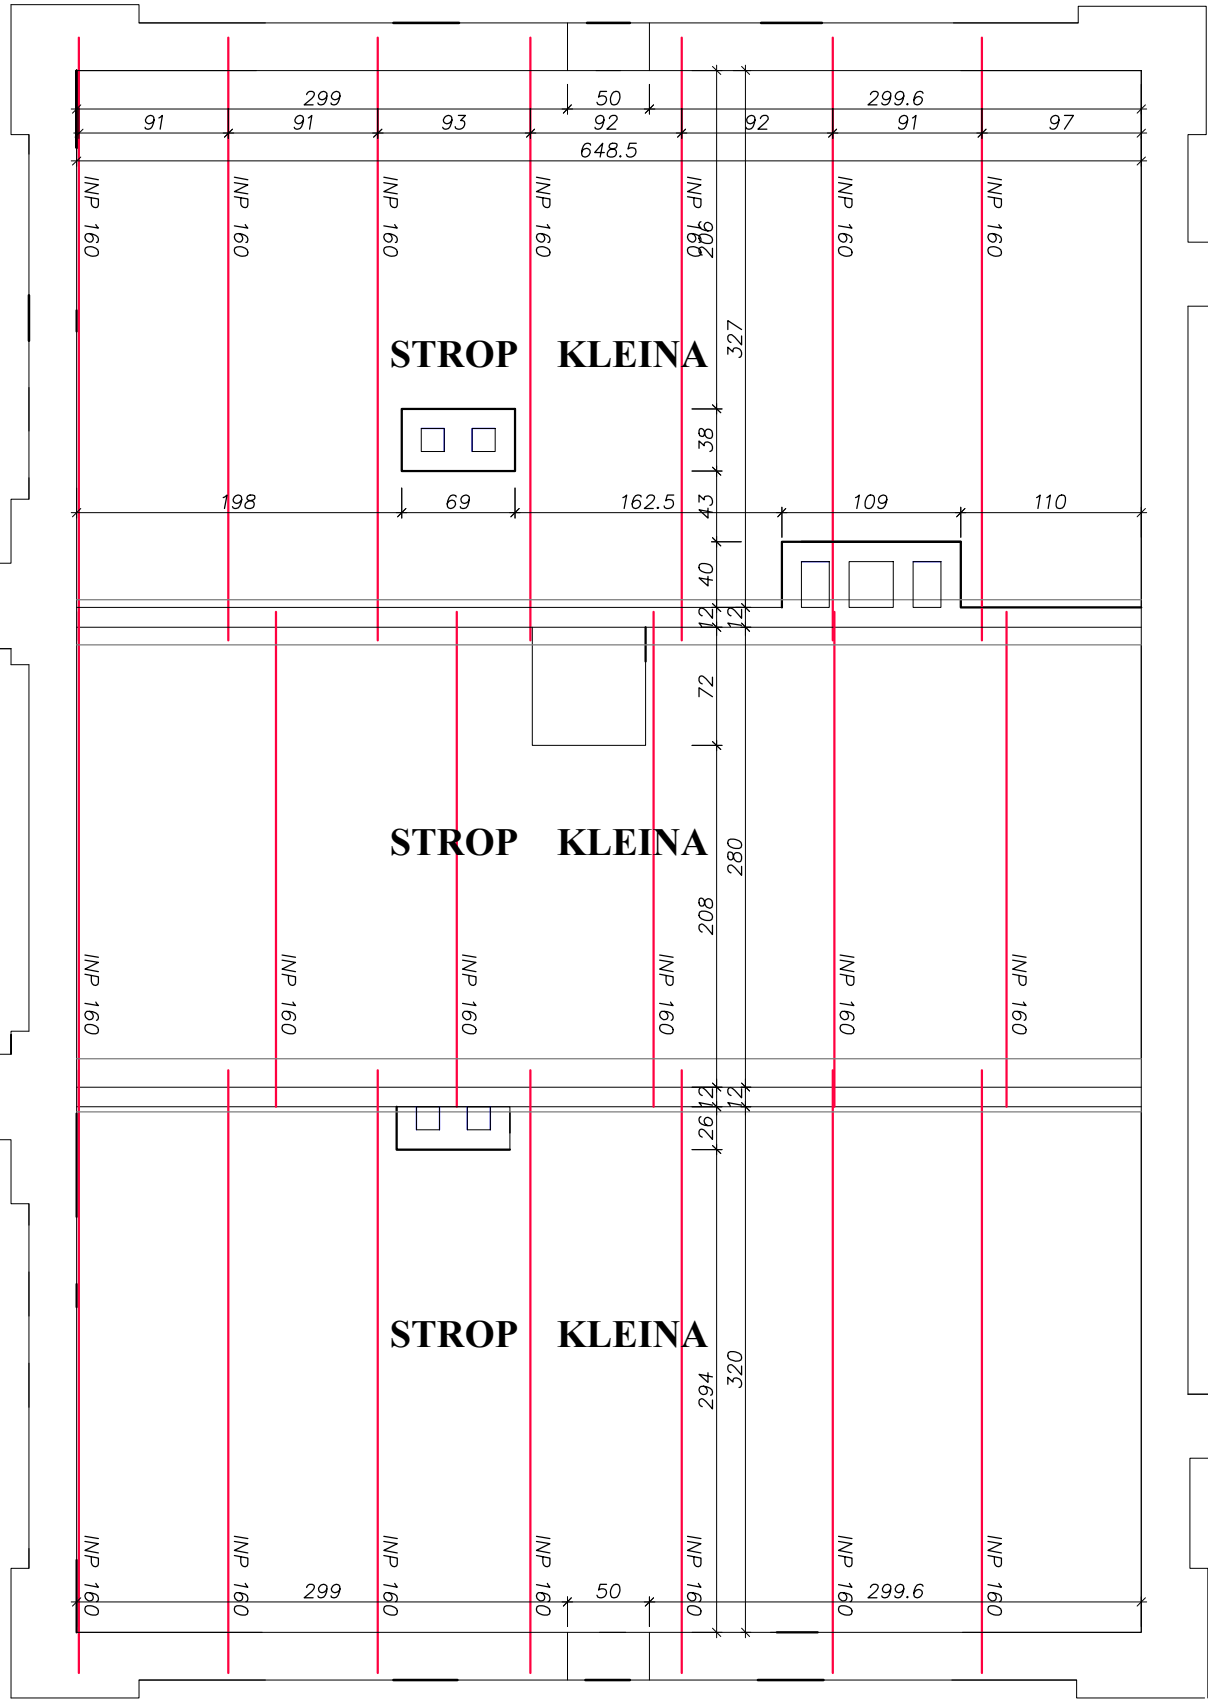 299 50 299.6
91 91 93 92 92 91 97
648.5
INP 160 INP 160 INP 160 INP 160 INP 160 INP 160 INP 160
206
327
STROP KLEINA
38
198 69 162.5 43 109 110
40
12 12
72
STROP KLEINA
280
208
INP 160 INP 160 INP 160 INP 160 INP 160 INP 160
12 12
26
STROP KLEINA
320
294
INP 160 INP 160 INP 160 INP 160 INP 160 INP 160 INP 160
299 50 299.6